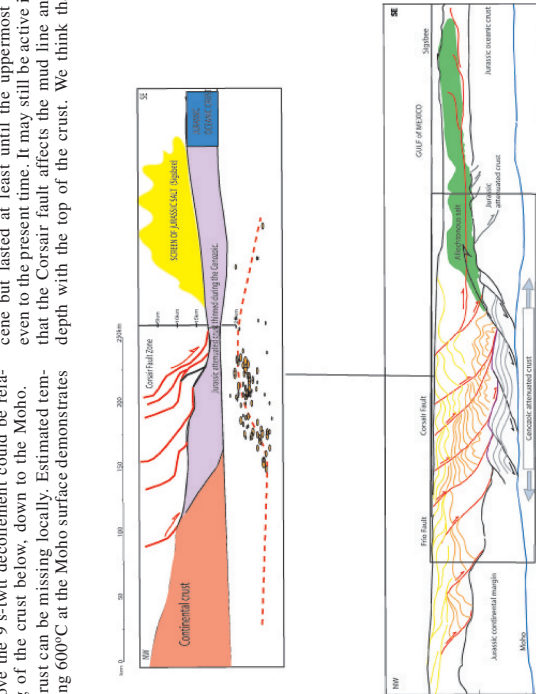 ove the 9 s-twtt decollement could be rela-
g of the crust below, down to the Moho.
rust can be missing locally. Estimated tem-
ng 600°C at the Moho surface demonstrates
cene but lasted at least until the uppermost
even to the present time. It may still be active i
that the Corsair fault affects the mud line an
depth with the top of the crust. We think th
NW
SE
Corsair Fault Zone
SCREEN OF JURASSIC SALT (Sigsbee)
Continental crust
Jurassic attenuated crust thinned during the Cenozoic
km 0
50
100
150
200
250km
NW
SE
GULF of MEXICO
Sigsbee
Frio Fault
Corsair Fault
Allochtonous salt
Jurassic continental margin
Jurassic attenuated crust
Jurassic oceanic crust
Moho
Cenozoic attenuated crust